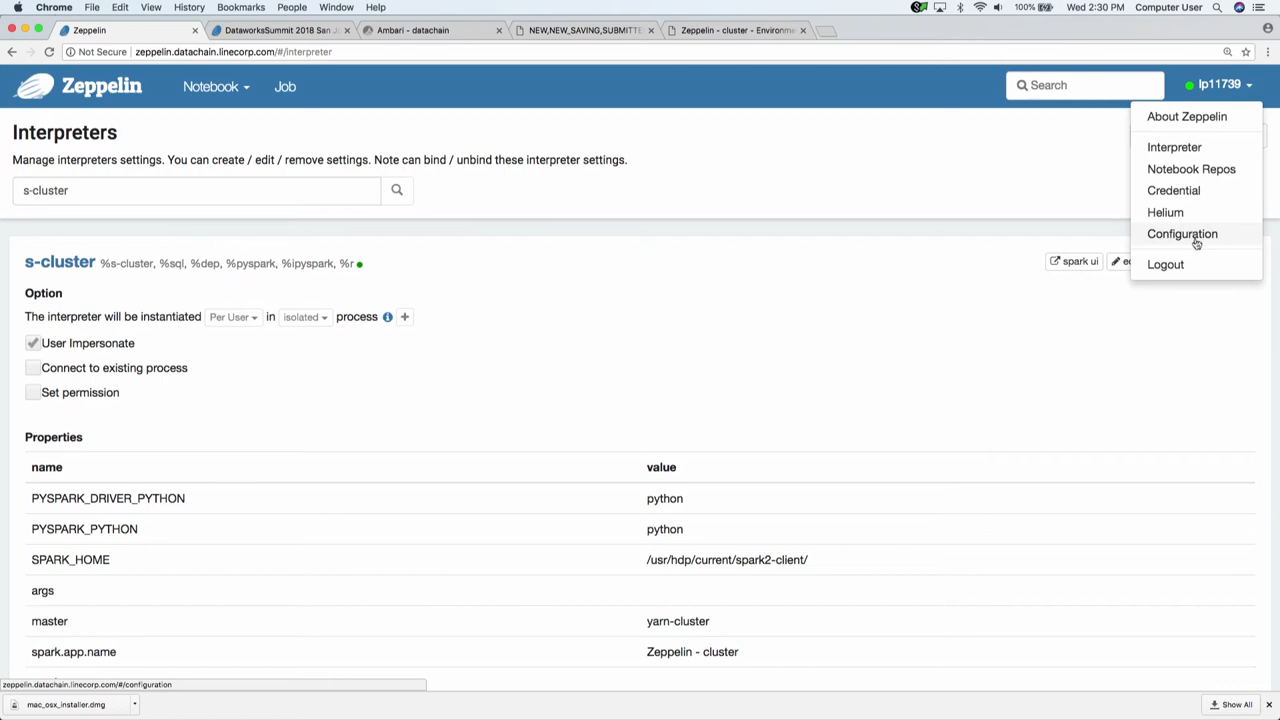 Chrome File Edit View History Bookmarks People Window Help
100% Wed 2:30 PM Computer User
Zeppelin
DataworksSummit 2018 San J
Ambari - datachain
NEW,NEW_SAVING,SUBMITTE
Zeppelin - cluster - Environme
Not Secure zeppelin.datachain.linecorp.com/#/interpreter
Zeppelin
Notebook
Job
Search
lp11739
About Zeppelin
Interpreter
Notebook Repos
Credential
Helium
Configuration
Logout
Interpreters
Manage interpreters settings. You can create / edit / remove settings. Note can bind / unbind these interpreter settings.
s-cluster
s-cluster %s-cluster, %sql, %dep, %pyspark, %ipyspark, %r
spark ui
Option
The interpreter will be instantiated Per User in isolated process
User Impersonate
Connect to existing process
Set permission
Properties
name value
PYSPARK_DRIVER_PYTHON python
PYSPARK_PYTHON python
SPARK_HOME /usr/hdp/current/spark2-client/
args
master yarn-cluster
spark.app.name Zeppelin - cluster
zeppelin.datachain.linecorp.com/#/configuration
mac_osx_installer.dmg
Show All